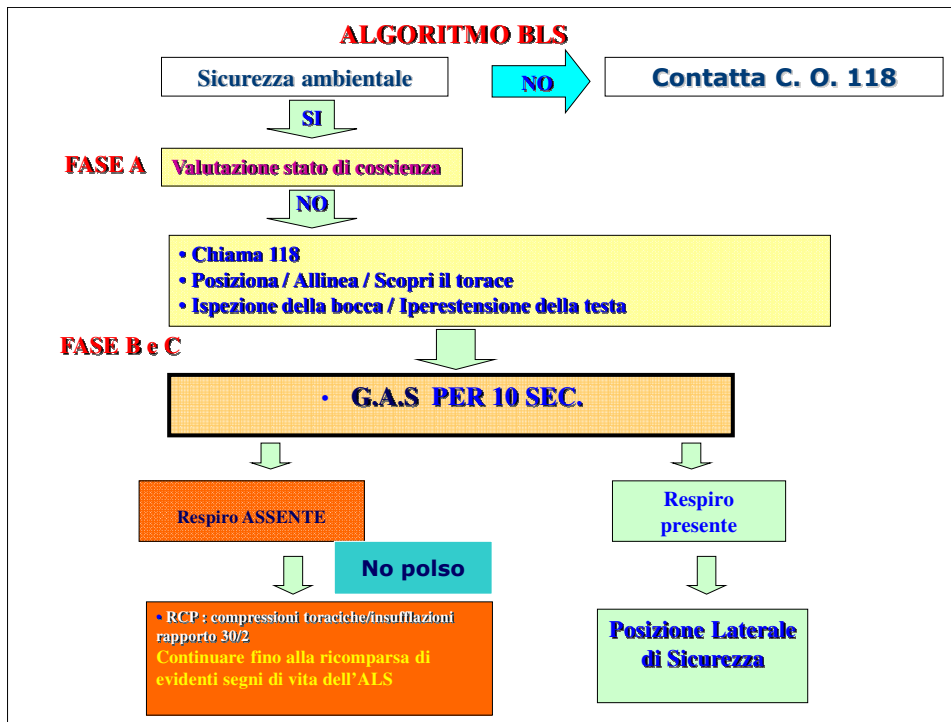 ALGORITMO BLS
Sicurezza ambientale
NO
Contatta C. O. 118
SI
FASE A
Valutazione stato di coscienza
NO
• Chiama 118
• Posiziona / Allinea / Scopri il torace
• Ispezione della bocca / Iperestensione della testa
FASE B e C
• G.A.S PER 10 SEC.
Respiro ASSENTE
Respiro
presente
No polso
• RCP : compressioni toraciche/insufflazioni
rapporto 30/2
Continuare fino alla ricomparsa di
evidenti segni di vita dell’ALS
Posizione Laterale
di Sicurezza